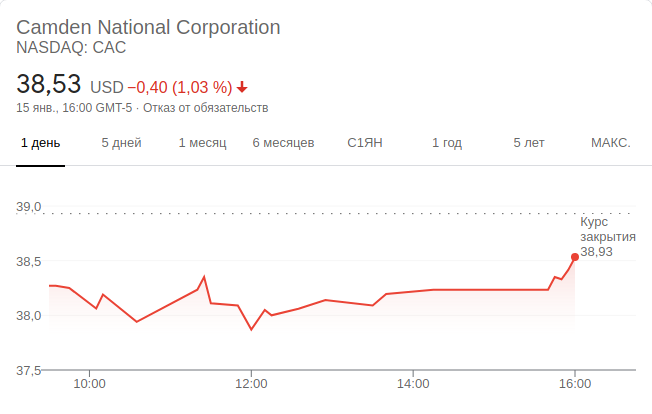 Camden National Corporation
NASDAQ: CAC
38,53 USD −0,40 (1,03 %)
15 янв., 16:00 GMT-5 · Отказ от обязательств
1 день 5 дней 1 месяц 6 месяцев С1ЯН 1 год 5 лет МАКС.
39,0
Курс
закрытия
38,93
38,5
38,0
37,5
10:00 12:00 14:00 16:00